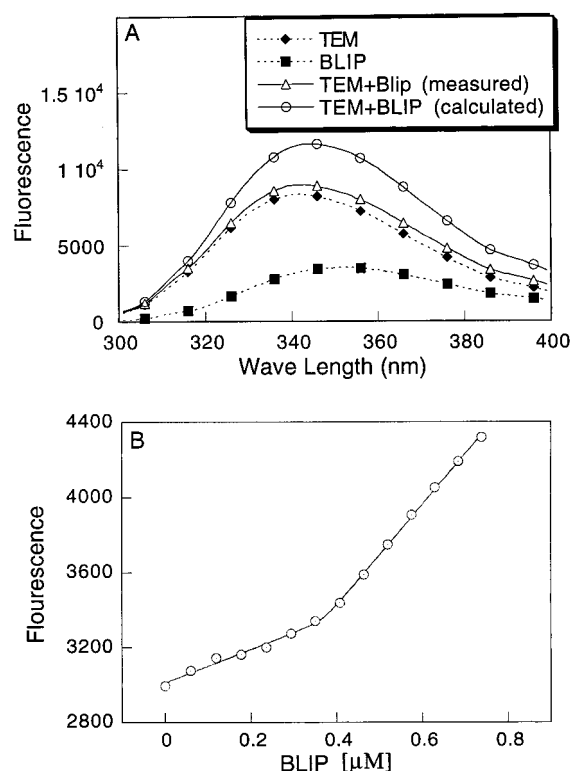 A
TEM
BLIP
TEM+Blip (measured)
TEM+BLIP (calculated)
1.5 10⁴
1 10⁴
5000
0
Fluorescence
300 320 340 360 380 400
Wave Length (nm)
B
4400
4000
3600
3200
2800
Flourescence
0 0.2 0.4 0.6 0.8
BLIP [µM]